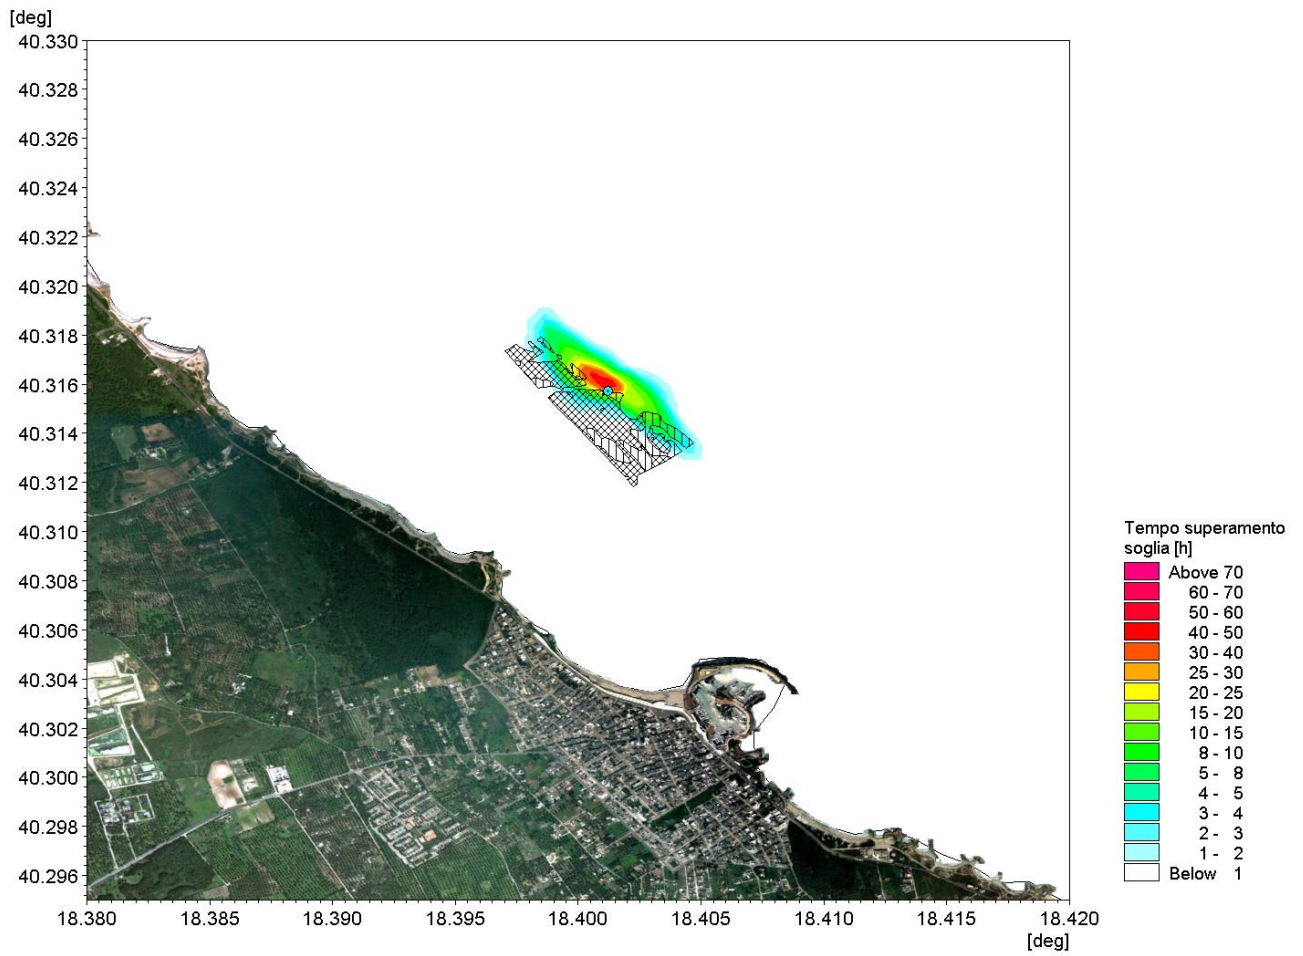 [deg]
40.330
40.328
40.326
40.324
40.322
40.320
40.318
40.316
40.314
40.312
40.310
40.308
40.306
40.304
40.302
40.300
40.298
40.296
18.380 18.385 18.390 18.395 18.400 18.405 18.410 18.415 18.420
[deg]
Tempo superamento
soglia [h]
Above 70
60 - 70
50 - 60
40 - 50
30 - 40
25 - 30
20 - 25
15 - 20
10 - 15
8 - 10
5 - 8
4 - 5
3 - 4
2 - 3
1 - 2
Below 1